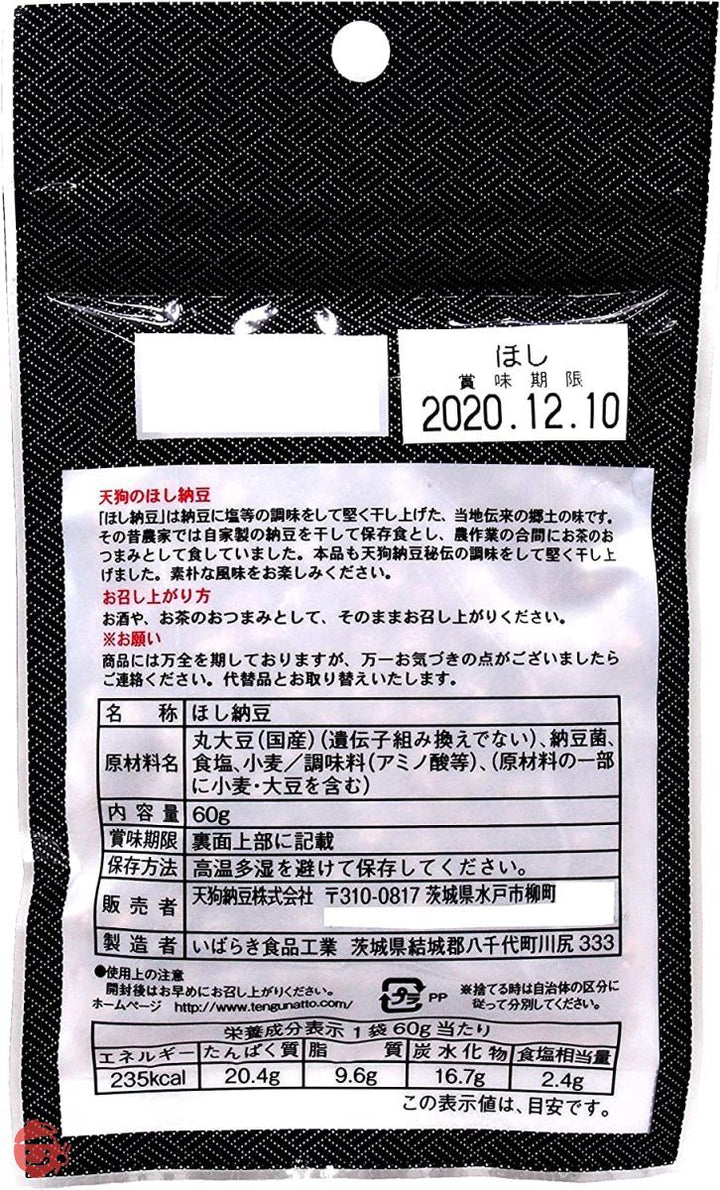 ほし
賞味期限
2020.12.10
天狗のほし納豆
「ほし納豆」は納豆に塩等の調味をして堅く干し上げた、当地伝来の郷土の味です。
その昔農家では自家製の納豆を干して保存食とし、農作業の合間にお茶のお
つまみとして食していました。本品も天狗納豆秘伝の調味をして堅く干し上
げました。素朴な風味をお楽しみください。
お召し上がり方
お酒や、お茶のおつまみとして、そのままお召し上がりください。
※お願い
商品には万全を期しておりますが、万一お気づきの点がございましたら
ご連絡ください。代替品とお取り替えいたします。
名称 ほし納豆
原材料名 丸大豆(国産)(遺伝子組み換えでない)、納豆菌、
食塩、小麦/調味料(アミノ酸等)、(原材料の一部
に小麦・大豆を含む)
内容量 60g
賞味期限 裏面上部に記載
保存方法 高温多湿を避けて保存してください。
販売者 天狗納豆株式会社 〒310-0817 茨城県水戸市柳町
製造者 いばらき食品工業 茨城県結城郡八千代町川尻333
●使用上の注意
開封後はお早めにお召し上がりください。
ホームページ http://www.tengunatto.com/
プラ PP
※捨てる時は自治体の区分に
従って分別してください。
栄養成分表示1袋60g当たり
エネルギー たんぱく質 脂質 炭水化物 食塩相当量
235kcal 20.4g 9.6g 16.7g 2.4g
この表示値は、目安です。